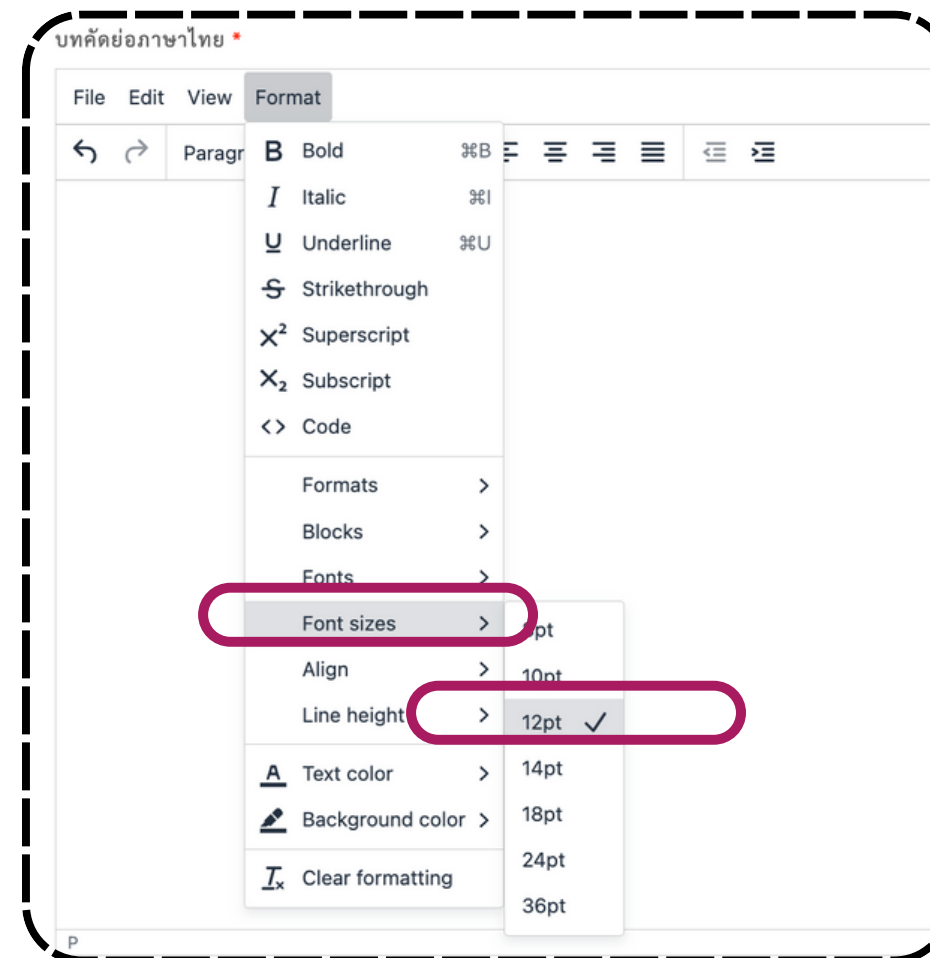 บทคัดย่อภาษาไทย *
File Edit View Format
Paragr
B Bold ⌘B
I Italic ⌘I
U Underline ⌘U
S Strikethrough
X² Superscript
X₂ Subscript
<> Code
Formats
Blocks
Fonts
Font sizes
Align
Line height
A Text color
Background color
Clear formatting
10pt
12pt
14pt
18pt
24pt
36pt
P